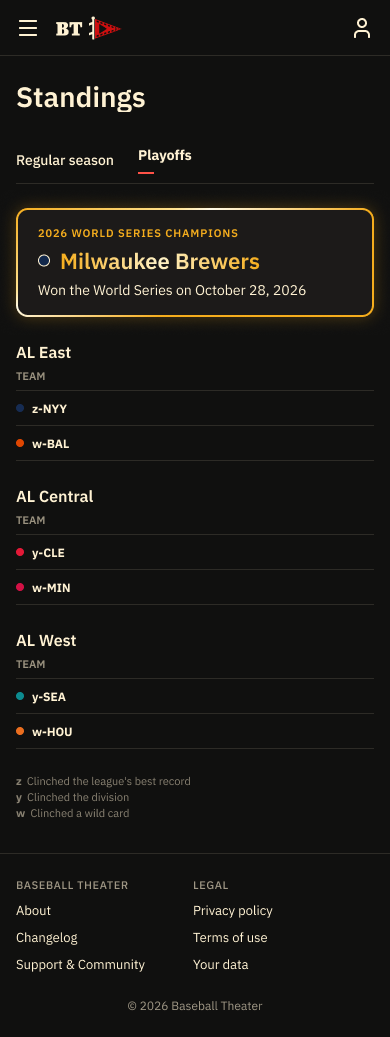 BT
Standings
Regular season Playoffs
2026 WORLD SERIES CHAMPIONS
Milwaukee Brewers
Won the World Series on October 28, 2026
AL East
TEAM
z-NYY
w-BAL
AL Central
TEAM
y-CLE
w-MIN
AL West
TEAM
y-SEA
w-HOU
z Clinched the league's best record
y Clinched the division
w Clinched a wild card
BASEBALL THEATER
About
Changelog
Support & Community
LEGAL
Privacy policy
Terms of use
Your data
© 2026 Baseball Theater